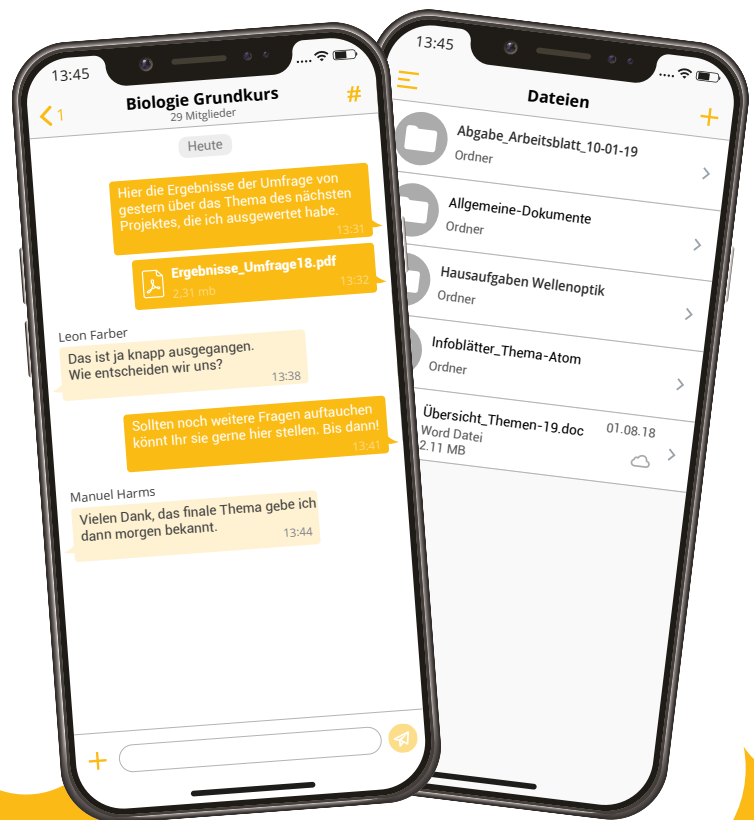 13:45
1
Biologie Grundkurs
29 Mitglieder
#
Heute
Hier die Ergebnisse der Umfrage von
gestern über das Thema des nächsten
Projektes, die ich ausgewertet habe.
13:31
Ergebnisse_Umfrage18.pdf
2,31 mb
13:32
Leon Farber
Das ist ja knapp ausgegangen.
Wie entscheiden wir uns?
13:38
Sollten noch weitere Fragen auftauchen
könnt Ihr sie gerne hier stellen. Bis dann!
13:41
Manuel Harms
Vielen Dank, das finale Thema gebe ich
dann morgen bekannt.
13:44
13:45
Dateien
Abgabe_Arbeitsblatt_10-01-19
Ordner
Allgemeine-Dokumente
Ordner
Hausaufgaben Wellenoptik
Ordner
Infoblätter_Thema-Atom
Ordner
Übersicht_Themen-19.doc
01.08.18
Word Datei
2.11 MB